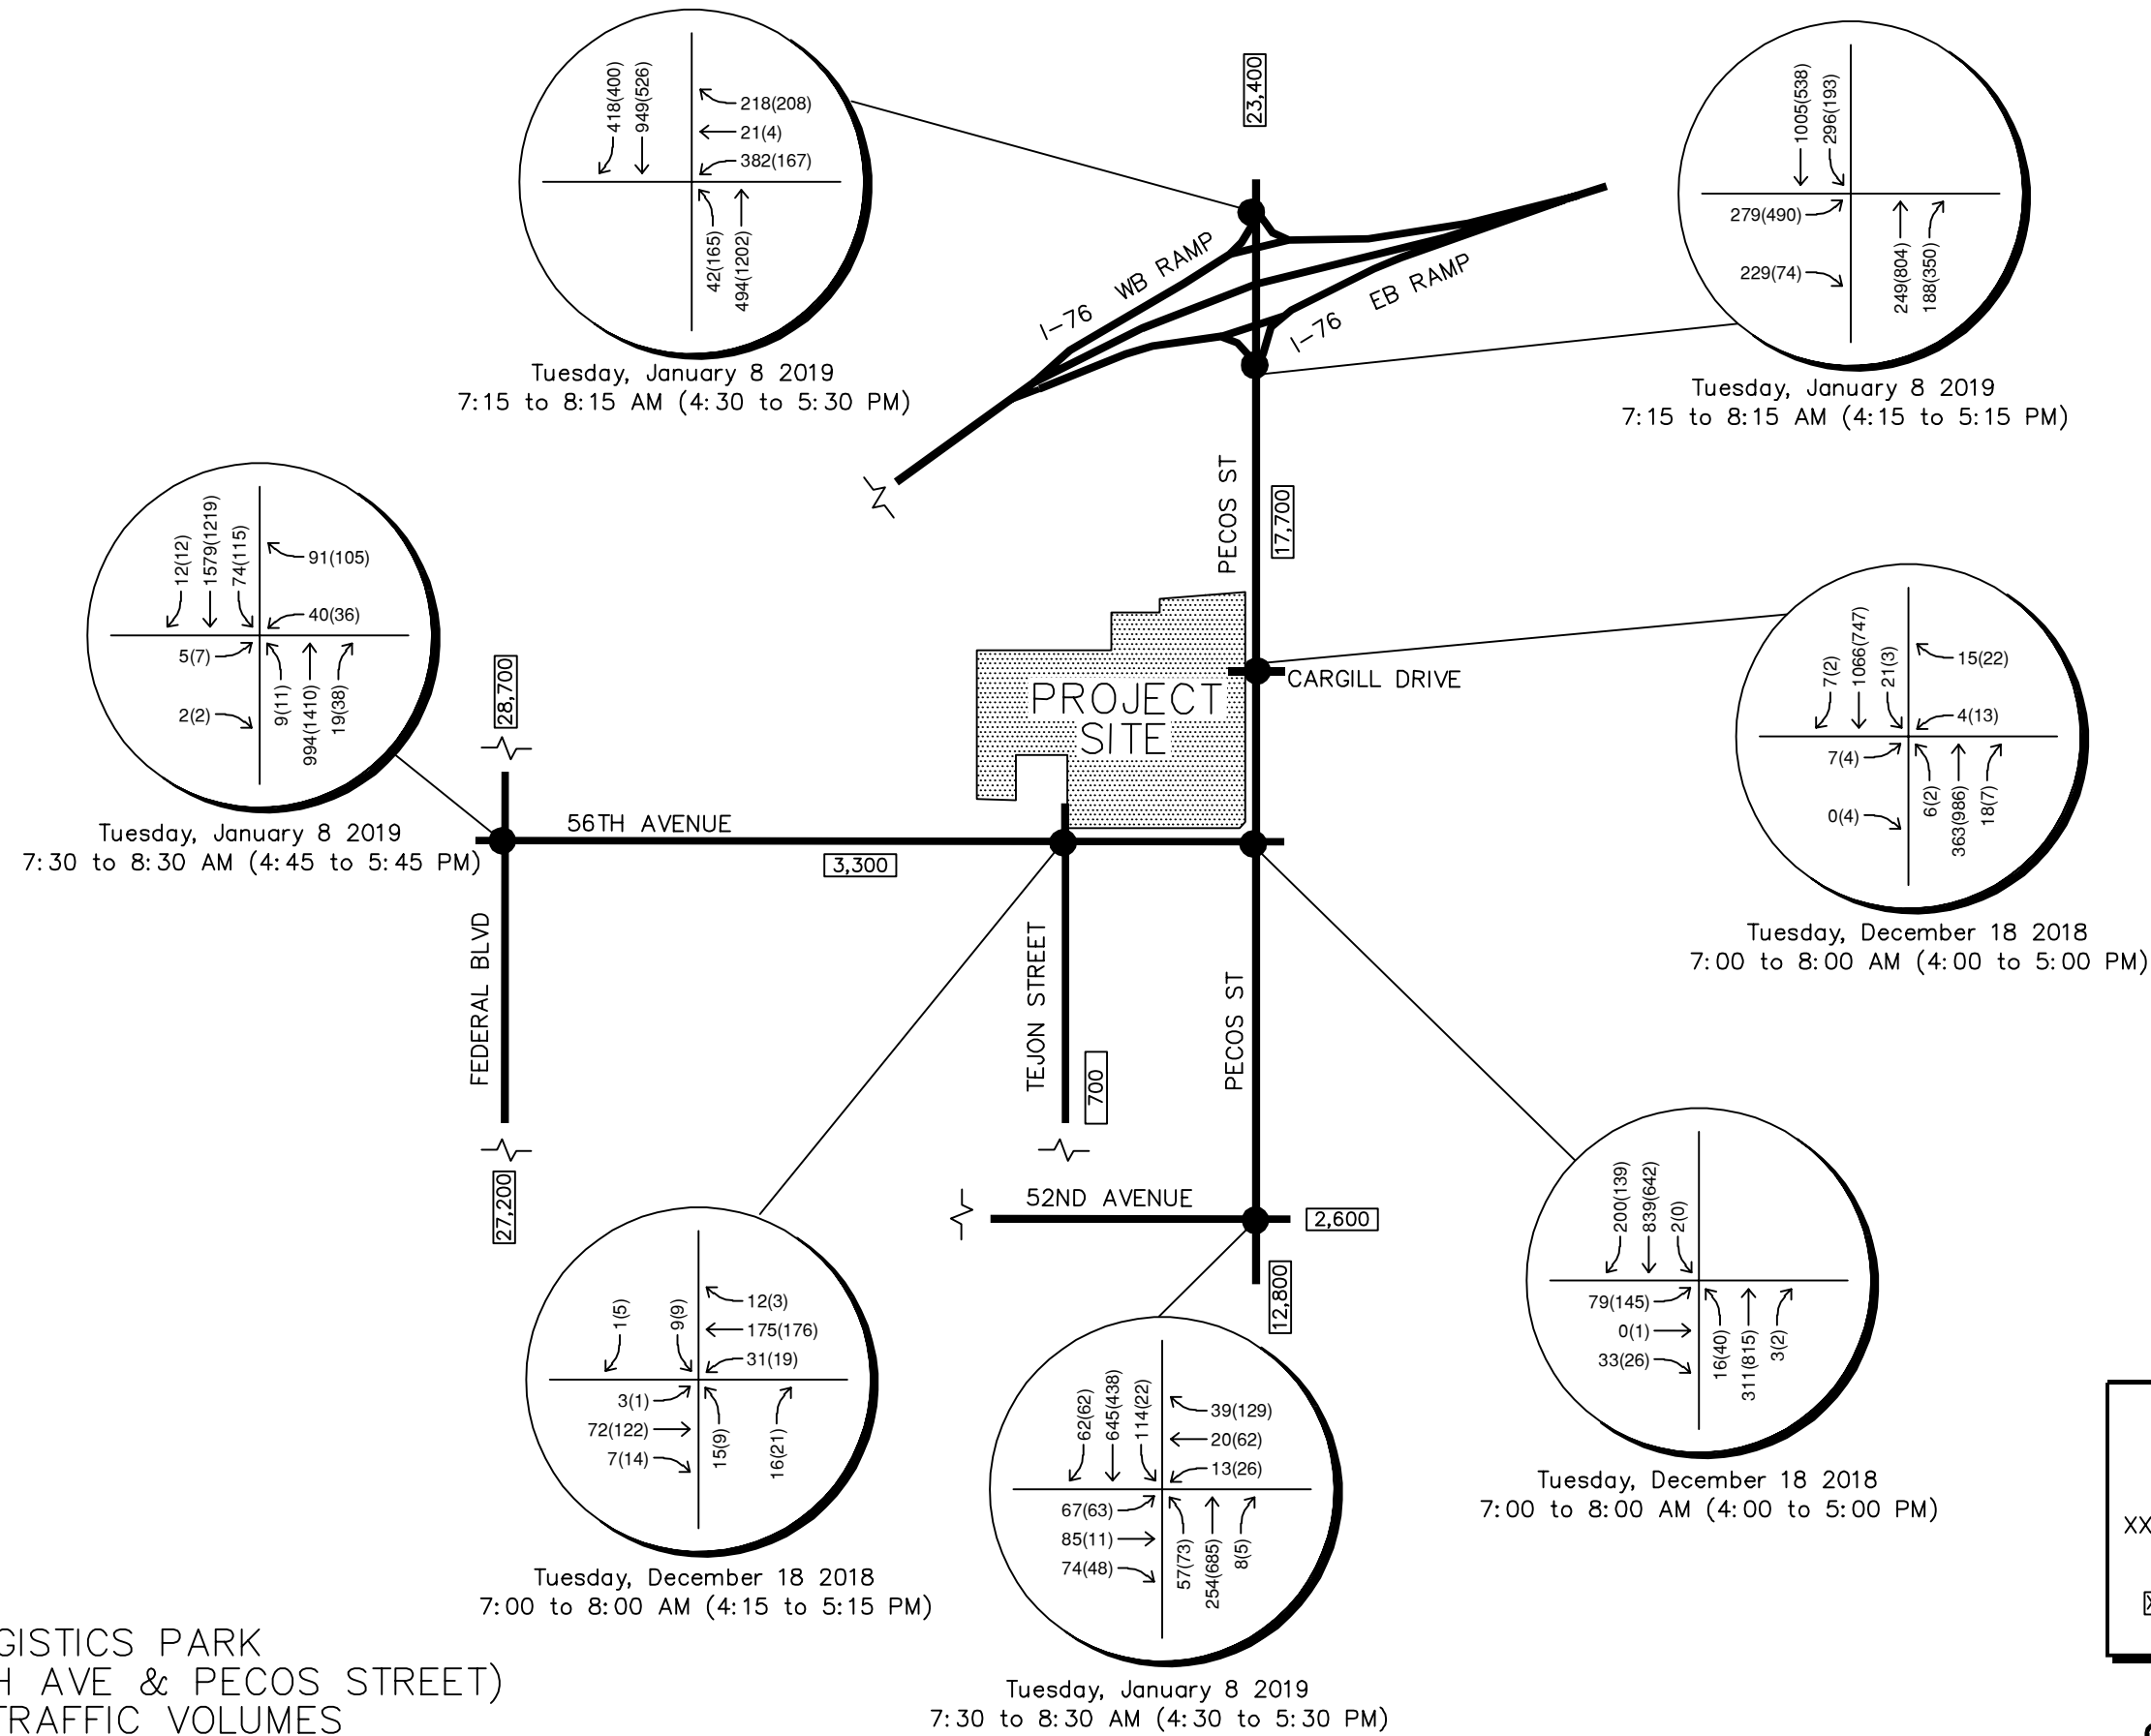 418(400)
949(526)
218(208)
21(4)
382(167)
42(165)
494(1202)
Tuesday, January 8 2019
7:15 to 8:15 AM (4:30 to 5:30 PM)
23,400
1005(538)
296(193)
279(490)
229(74)
249(804)
188(350)
Tuesday, January 8 2019
7:15 to 8:15 AM (4:15 to 5:15 PM)
I-76 WB RAMP
I-76 EB RAMP
PECOS ST
17,700
12(12)
1579(1219)
74(115)
91(105)
40(36)
5(7)
2(2)
9(11)
994(1410)
19(38)
Tuesday, January 8 2019
7:30 to 8:30 AM (4:45 to 5:45 PM)
28,700
PROJECT
SITE
CARGILL DRIVE
7(2)
1066(747)
21(3)
15(22)
4(13)
7(4)
0(4)
6(2)
363(986)
18(7)
Tuesday, December 18 2018
7:00 to 8:00 AM (4:00 to 5:00 PM)
56TH AVENUE
3,300
FEDERAL BLVD
27,200
TEJON STREET
700
PECOS ST
52ND AVENUE
2,600
12,800
200(139)
839(642)
2(0)
79(145)
0(1)
33(26)
16(40)
311(815)
3(2)
Tuesday, December 18 2018
7:00 to 8:00 AM (4:00 to 5:00 PM)
1(5)
9(9)
12(3)
175(176)
31(19)
3(1)
72(122)
7(14)
15(9)
16(21)
Tuesday, December 18 2018
7:00 to 8:00 AM (4:15 to 5:15 PM)
62(62)
645(438)
114(22)
39(129)
20(62)
13(26)
67(63)
85(11)
74(48)
57(73)
254(685)
8(5)
Tuesday, January 8 2019
7:30 to 8:30 AM (4:30 to 5:30 PM)
XX
GISTICS PARK
H AVE & PECOS STREET)
TRAFFIC VOLUMES